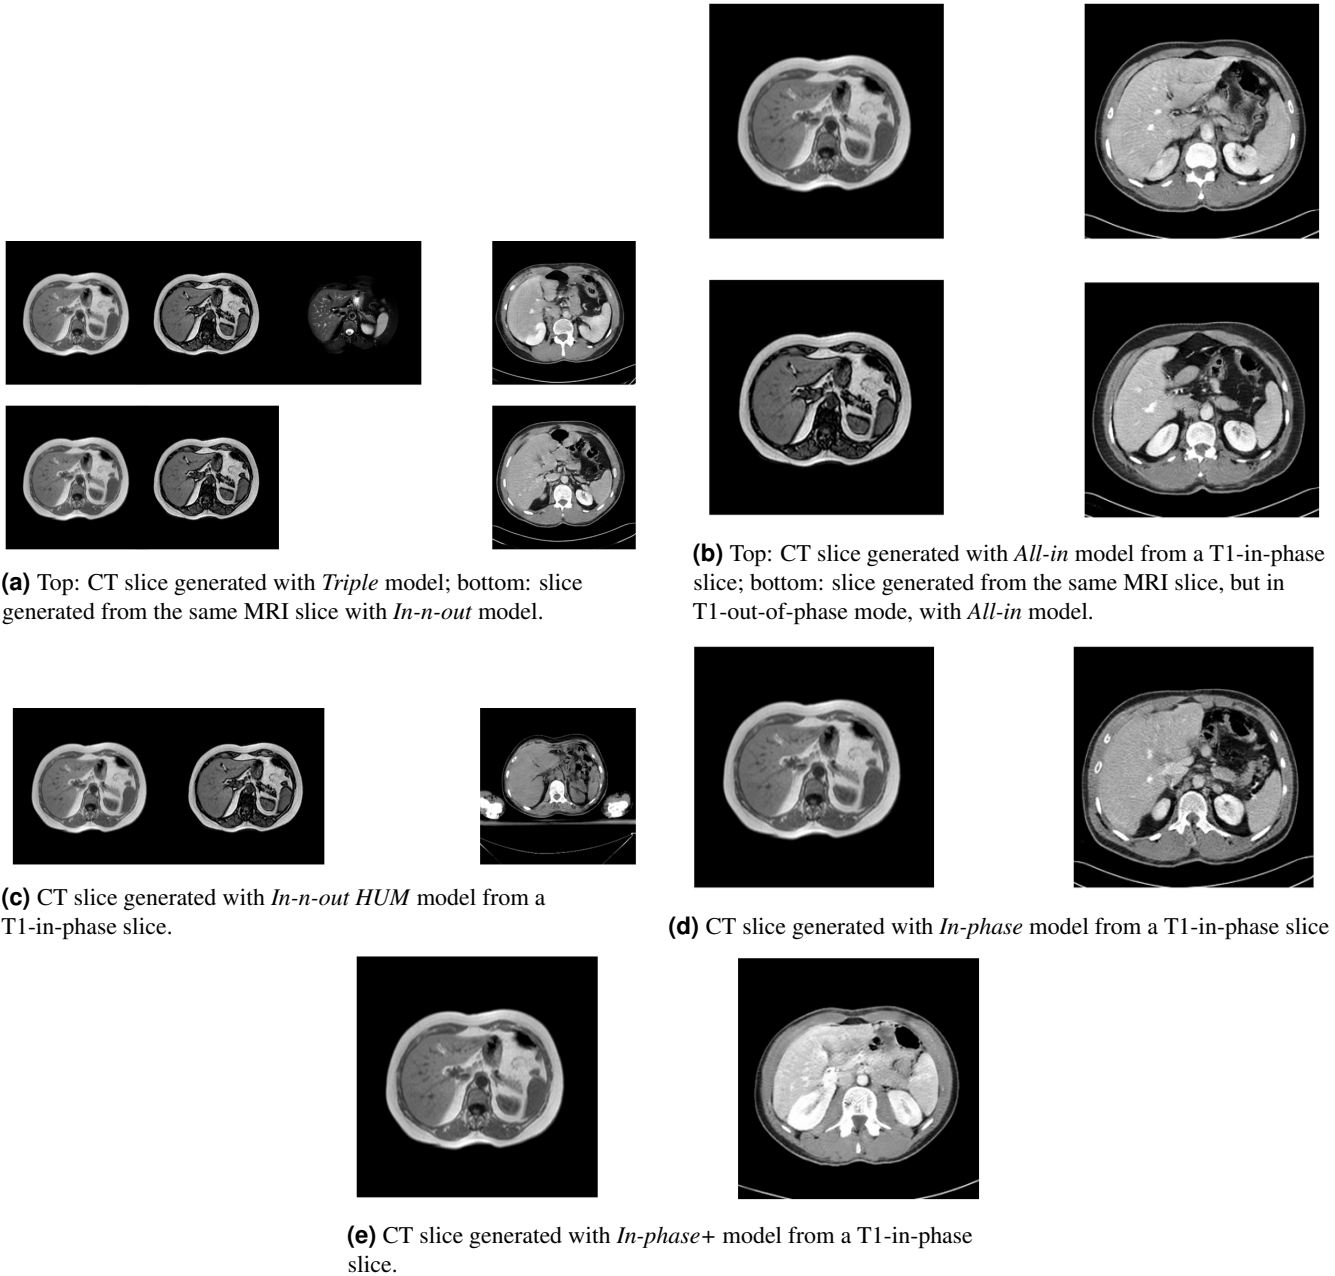 (a) Top: CT slice generated with Triple model; bottom: slice
generated from the same MRI slice with In-n-out model.
(b) Top: CT slice generated with All-in model from a T1-in-phase
slice; bottom: slice generated from the same MRI slice, but in
T1-out-of-phase mode, with All-in model.
(c) CT slice generated with In-n-out HUM model from a
T1-in-phase slice.
(d) CT slice generated with In-phase model from a T1-in-phase slice
(e) CT slice generated with In-phase+ model from a T1-in-phase
slice.